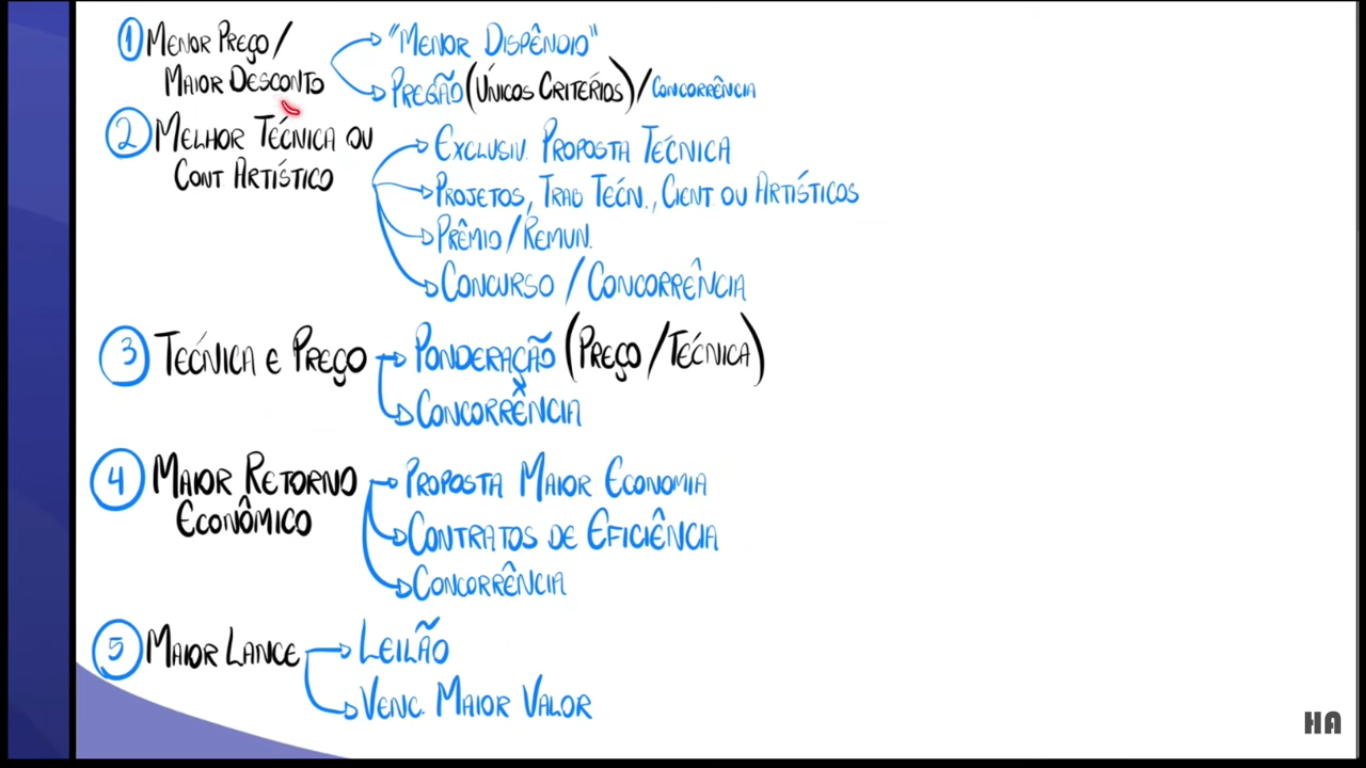 ① MENOR PREÇO/
MAIOR DESCONTO
"MENOR DISPÊNDIO"
PREGÃO (ÚNICOS CRITÉRIOS)/CONCORRÊNCIA
② MELHOR TÉCNICA OU
CONT ARTÍSTICO
EXCLUSIV. PROPOSTA TÉCNICA
PROJETOS, TRAB TÉCN., CIENT. OU ARTÍSTICOS
PRÊMIO/REMUN.
CONCURSO / CONCORRÊNCIA
③ TÉCNICA E PREÇO
PONDERAÇÃO (PREÇO/TÉCNICA)
CONCORRÊNCIA
④ MAIOR RETORNO
ECONÔMICO
PROPOSTA MAIOR ECONOMIA
CONTRATOS DE EFICIÊNCIA
CONCORRÊNCIA
⑤ MAIOR LANCE
LEILÃO
VENC. MAIOR VALOR
HA